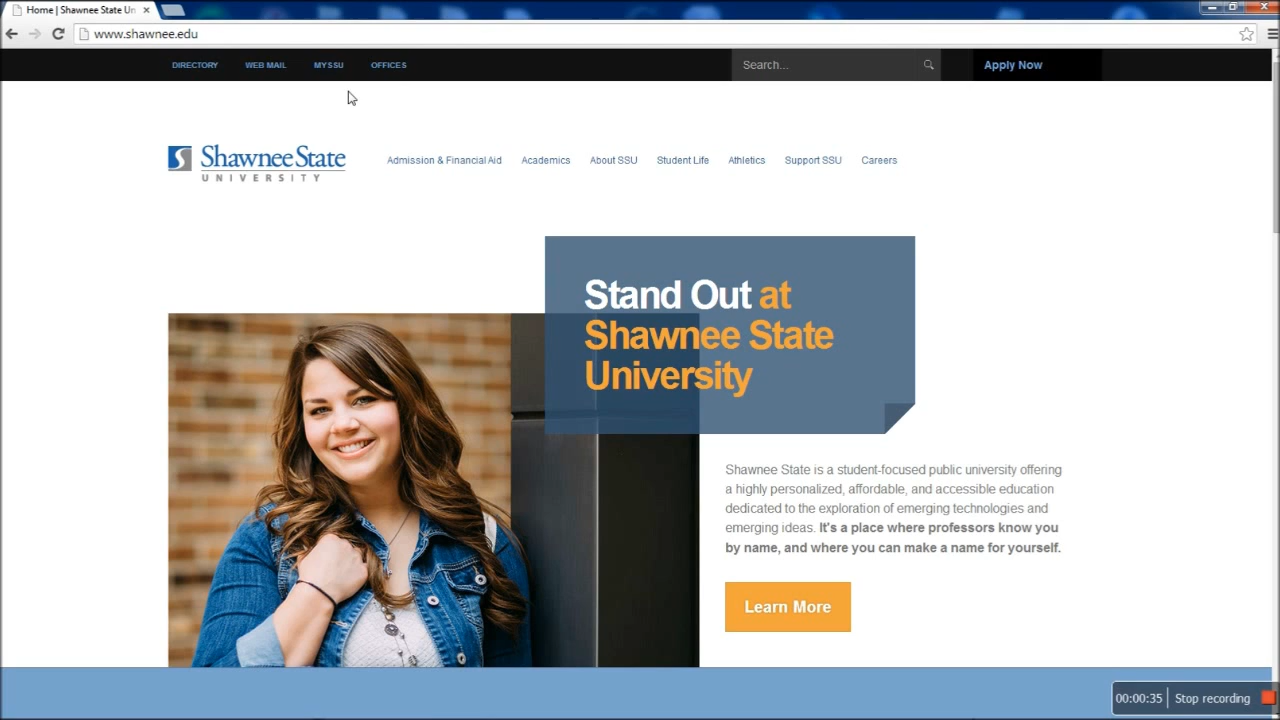 Home | Shawnee State Un
www.shawnee.edu
DIRECTORY WEB MAIL MYSSU OFFICES Search... Apply Now
Shawnee State
UNIVERSITY
Admission & Financial Aid Academics About SSU Student Life Athletics Support SSU Careers
Stand Out at
Shawnee State
University
Shawnee State is a student-focused public university offering
a highly personalized, affordable, and accessible education
dedicated to the exploration of emerging technologies and
emerging ideas. It's a place where professors know you
by name, and where you can make a name for yourself.
Learn More
00:00:35 Stop recording